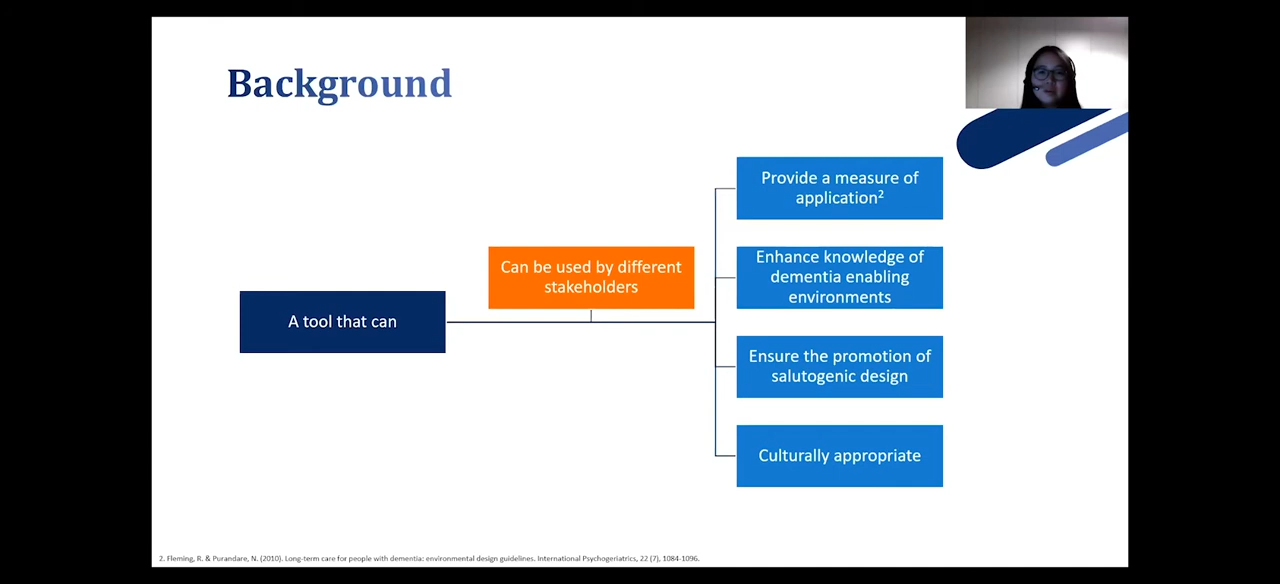 Background
Provide a measure of
application²
Can be used by different
stakeholders
Enhance knowledge of
dementia enabling
environments
A tool that can
Ensure the promotion of
salutogenic design
Culturally appropriate
2. Fleming, R. & Purandare, N. (2010). Long-term care for people with dementia: environmental design guidelines. International Psychogeriatrics, 22 (7), 1084-1096.